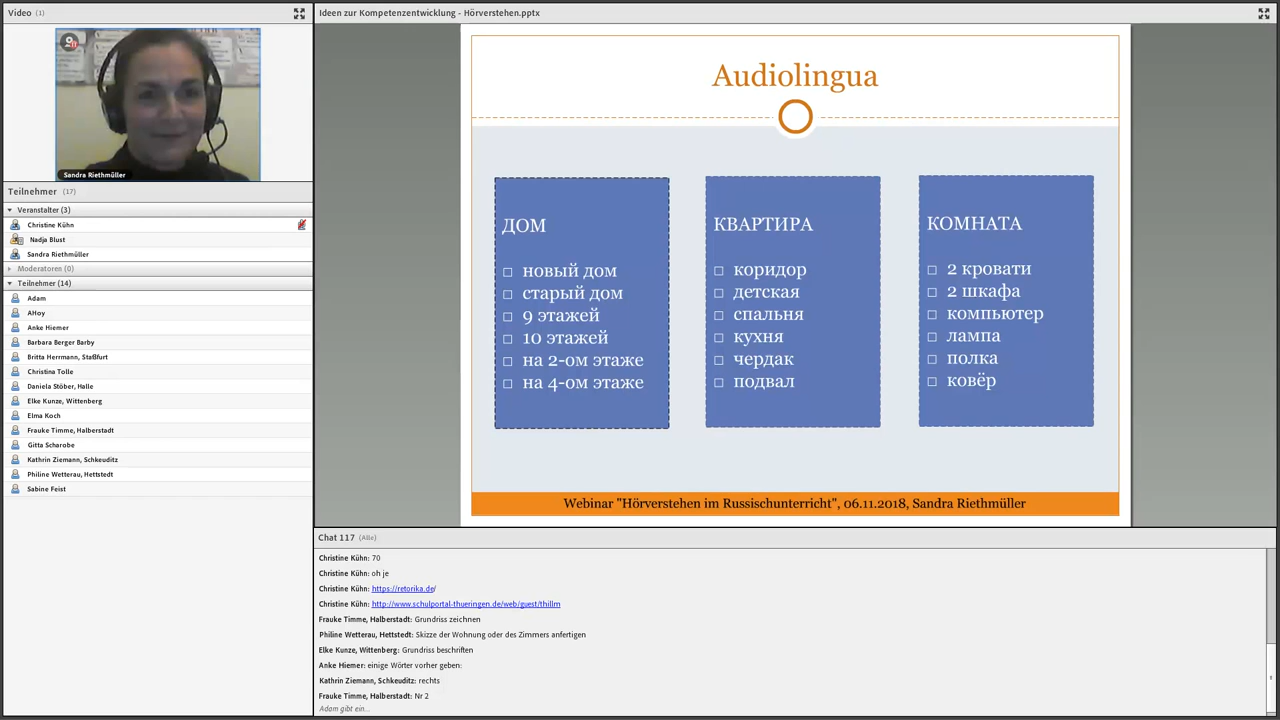 Video (1)
Sandra Riethmüller
Teilnehmer (17)
Veranstalter (3)
Christine Kühn
Nadja Blust
Sandra Riethmüller
Moderatoren (0)
Teilnehmer (14)
Adam
AHoy
Anke Hiemer
Barbara Berger Barby
Britta Herrmann, Staßfurt
Christina Tolle
Daniela Stöber, Halle
Elke Kunze, Wittenberg
Elma Koch
Frauke Timme, Halberstadt
Gitta Scharobe
Kathrin Ziemann, Schkeuditz
Philine Wetterau, Hettstedt
Sabine Feist
Ideen zur Kompetenzentwicklung - Hörverstehen.pptx
Audiolingua
ДОМ
новый дом
старый дом
9 этажей
10 этажей
на 2-ом этаже
на 4-ом этаже
КВАРТИРА
коридор
детская
спальня
кухня
чердак
подвал
КОМНАТА
2 кровати
2 шкафа
компьютер
лампа
полка
ковёр
Webinar "Hörverstehen im Russischunterricht", 06.11.2018, Sandra Riethmüller
Chat 117 (Alle)
Christine Kühn: 70
Christine Kühn: oh je
Christine Kühn: https://retorika.de/
Christine Kühn: http://www.schulportal-thueringen.de/web/guest/thillm
Frauke Timme, Halberstadt: Grundriss zeichnen
Philine Wetterau, Hettstedt: Skizze der Wohnung oder des Zimmers anfertigen
Elke Kunze, Wittenberg: Grundriss beschriften
Anke Hiemer: einige Wörter vorher geben:
Kathrin Ziemann, Schkeuditz: rechts
Frauke Timme, Halberstadt: Nr 2
Adam gibt ein...